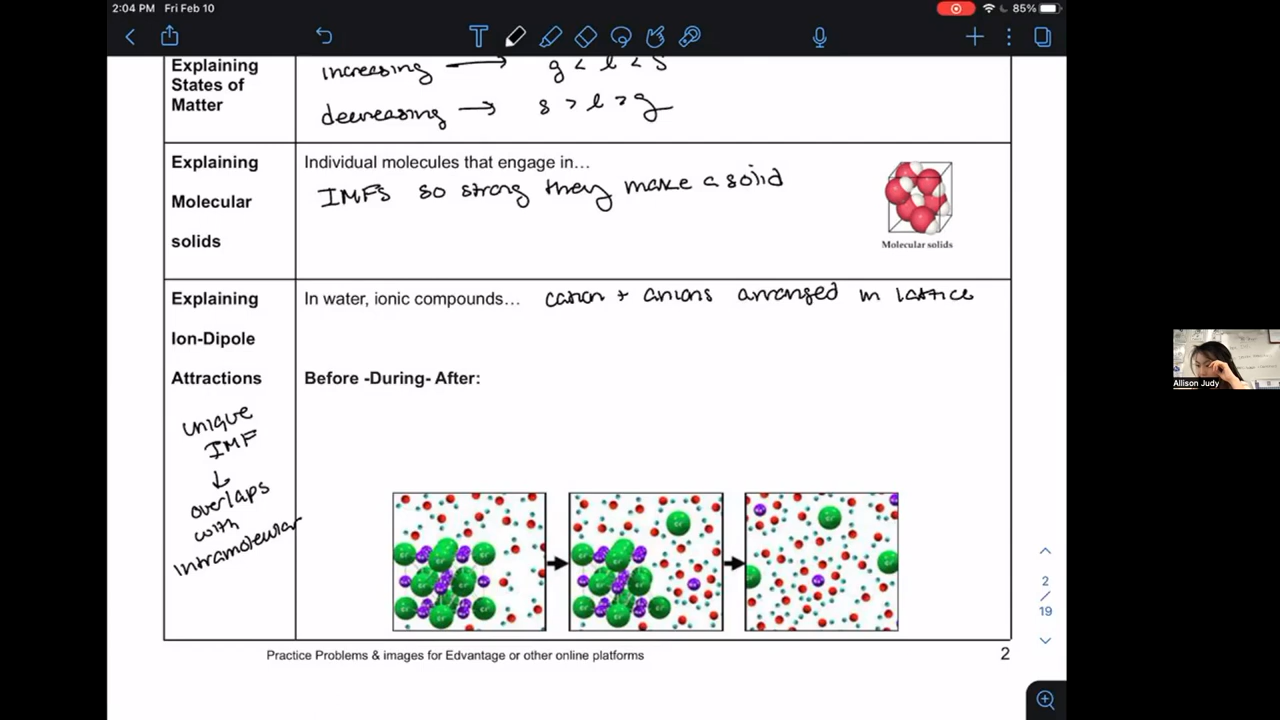 2:04 PM Fri Feb 10
85%
Explaining
States of
Matter
increasing → g < l < s
decreasing → s > l > g
Explaining
Molecular
solids
Individual molecules that engage in…
IMFs so strong they make a solid
Molecular solids
Explaining
Ion-Dipole
Attractions
unique
IMF
↓
overlaps
with
intramolecular
In water, ionic compounds… cation + anions arranged in lattice
Before -During- After:
2
/
19
Practice Problems & images for Edvantage or other online platforms
2
Allison Judy